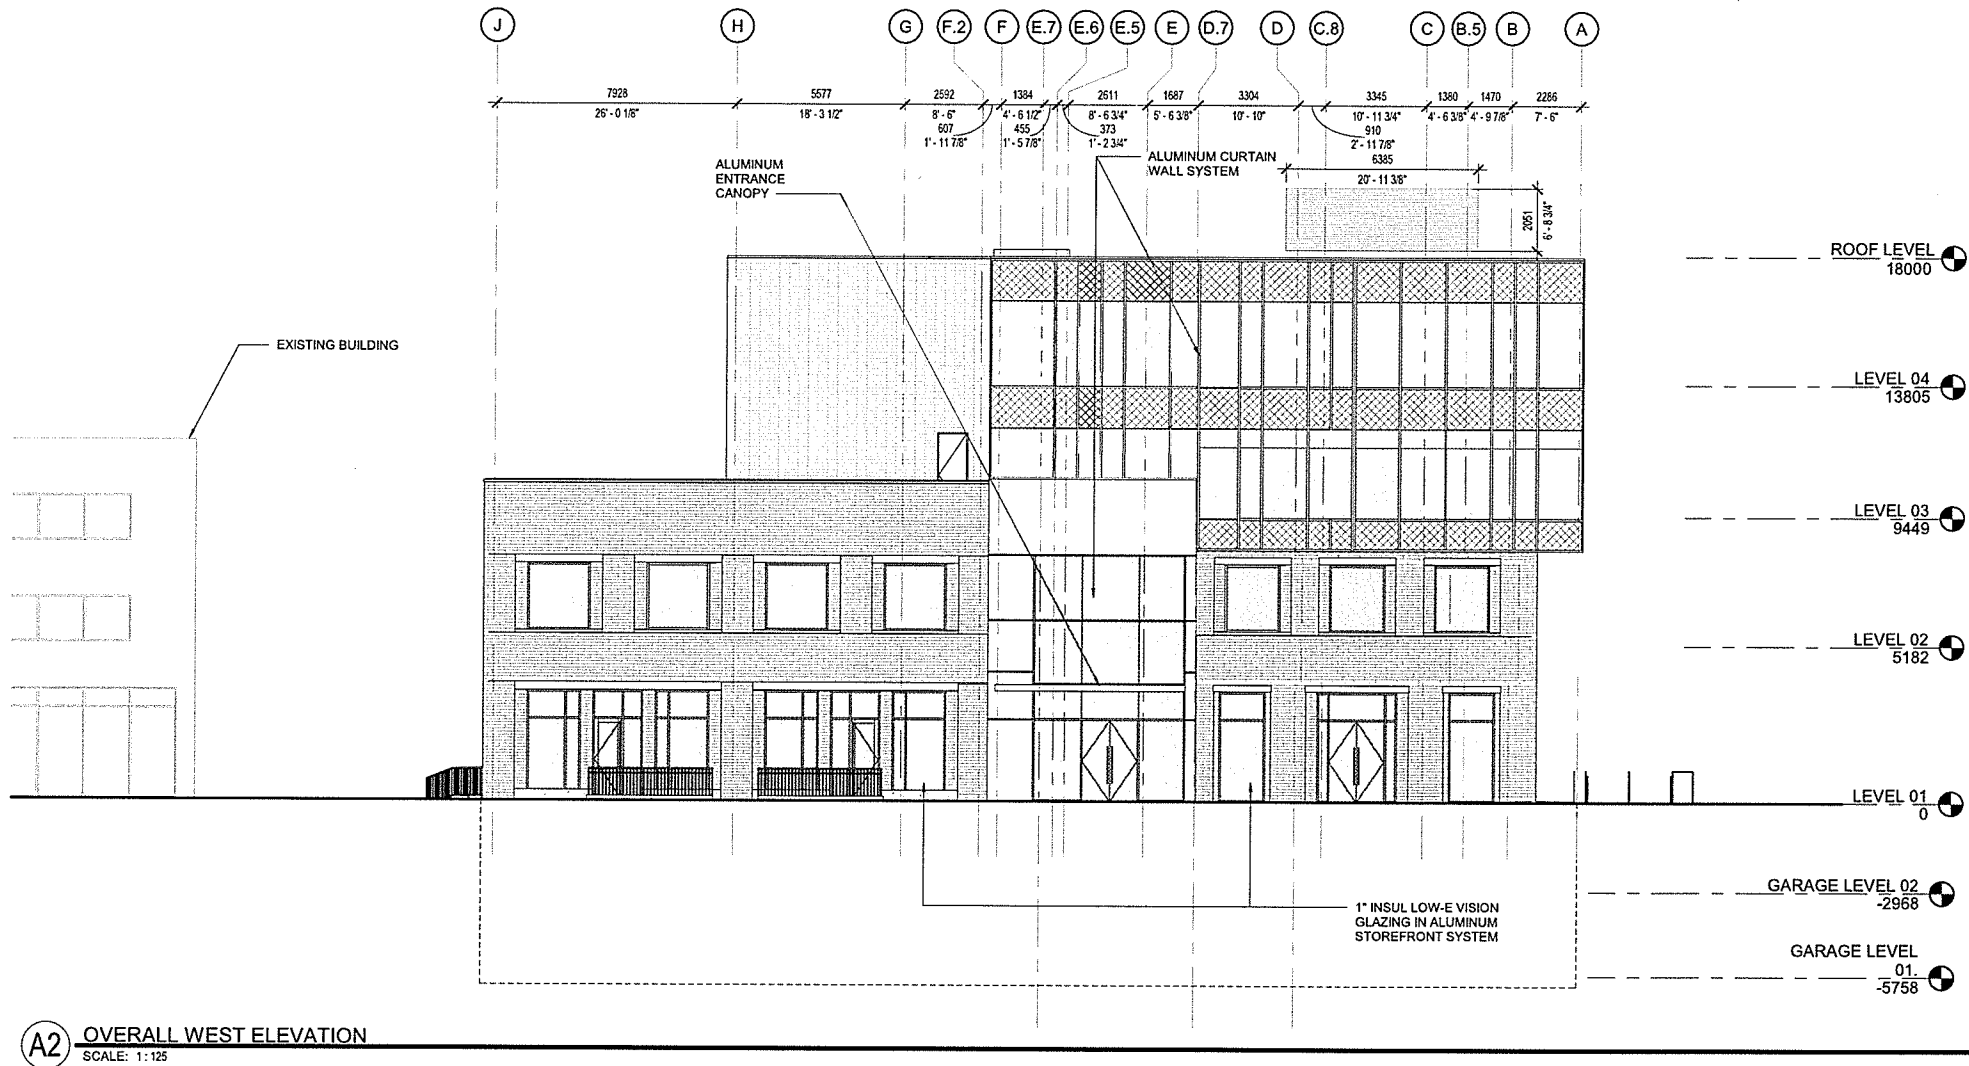 J
H
G
F.2
F
E.7
E.6
E.5
E
D.7
D
C.8
C
B.5
B
A
7928
5577
2592
1384
2611
1687
3304
3345
1380
1470
2286
26' - 0 1/8"
18' - 3 1/2"
8' - 6"
4' - 6 1/2"
8' - 6 3/4"
5' - 6 3/8"
10' - 10"
10' - 11 3/4"
4' - 6 3/8"
4' - 9 7/8"
7' - 6"
607
455
373
910
1' - 11 7/8"
1' - 5 7/8"
1' - 2 3/4"
2' - 11 7/8"
6385
20' - 11 3/8"
2051
6' - 8 3/4"
ALUMINUM
ENTRANCE
CANOPY
ALUMINUM CURTAIN
WALL SYSTEM
EXISTING BUILDING
ROOF LEVEL
18000
LEVEL 04
13805
LEVEL 03
9449
LEVEL 02
5182
LEVEL 01
0
GARAGE LEVEL 02
-2968
GARAGE LEVEL
01.
-5758
1" INSUL LOW-E VISION
GLAZING IN ALUMINUM
STOREFRONT SYSTEM
A2
OVERALL WEST ELEVATION
SCALE: 1 : 125